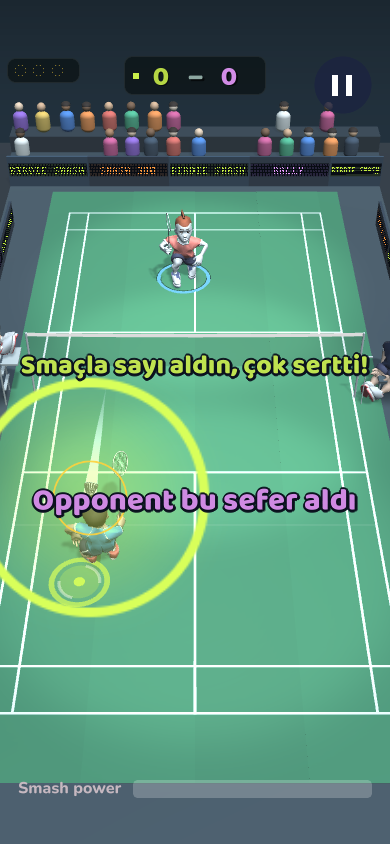 0 – 0
BIRDIE SMASH
BIRDIE SMASH
RALLY
BIRDIE SMASH
Smaçla sayı aldın, çok sertti!
Opponent bu sefer aldı
Smash power